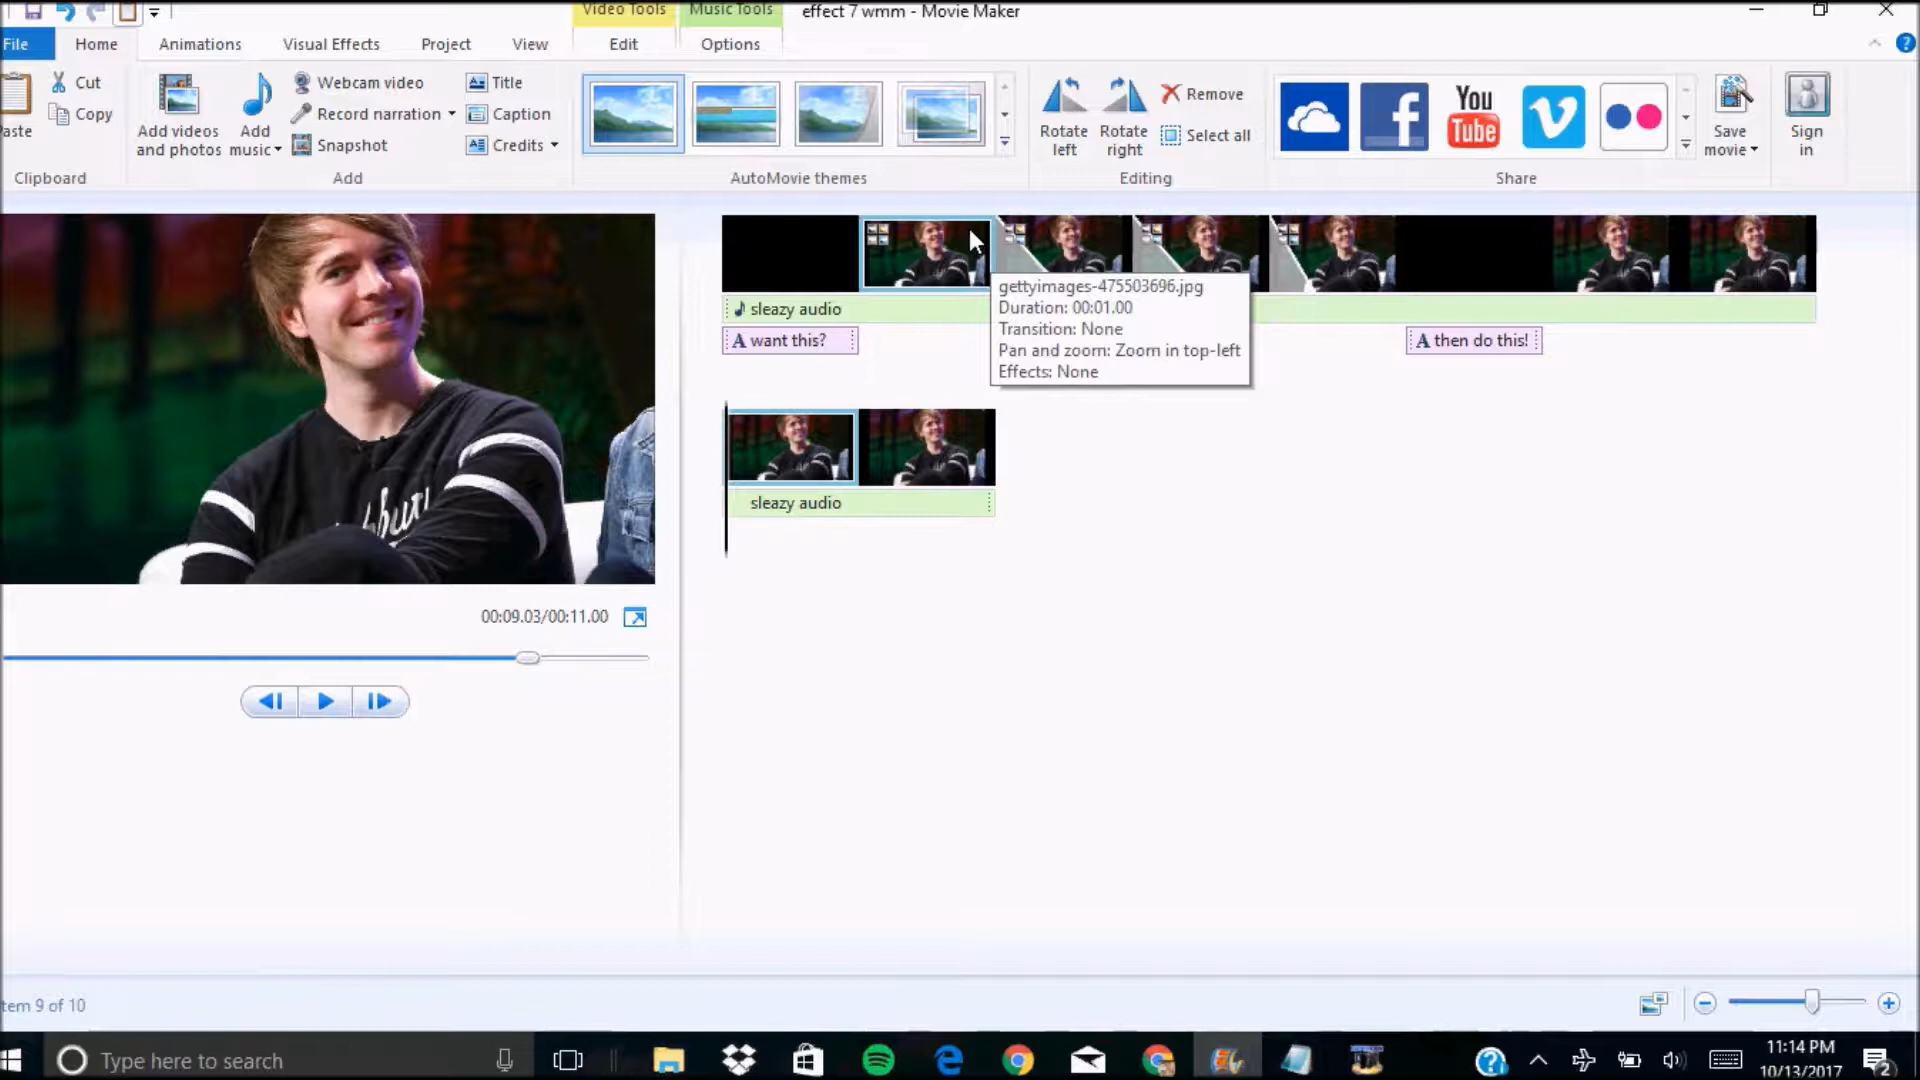 Video Tools
Music Tools
effect 7 wmm - Movie Maker
File
Home
Animations
Visual Effects
Project
View
Edit
Options
Cut
Copy
Paste
Add videos and photos
Add music
Webcam video
Record narration
Snapshot
Title
Caption
Credits
Rotate left
Rotate right
Remove
Select all
You Tube
Save movie
Sign in
Clipboard
Add
AutoMovie themes
Editing
Share
sleazy audio
want this?
then do this!
gettyimages-475503696.jpg
Duration: 00:01.00
Transition: None
Pan and zoom: Zoom in top-left
Effects: None
sleazy audio
00:09.03/00:11.00
tem 9 of 10
Type here to search
11:14 PM
10/13/2017
2